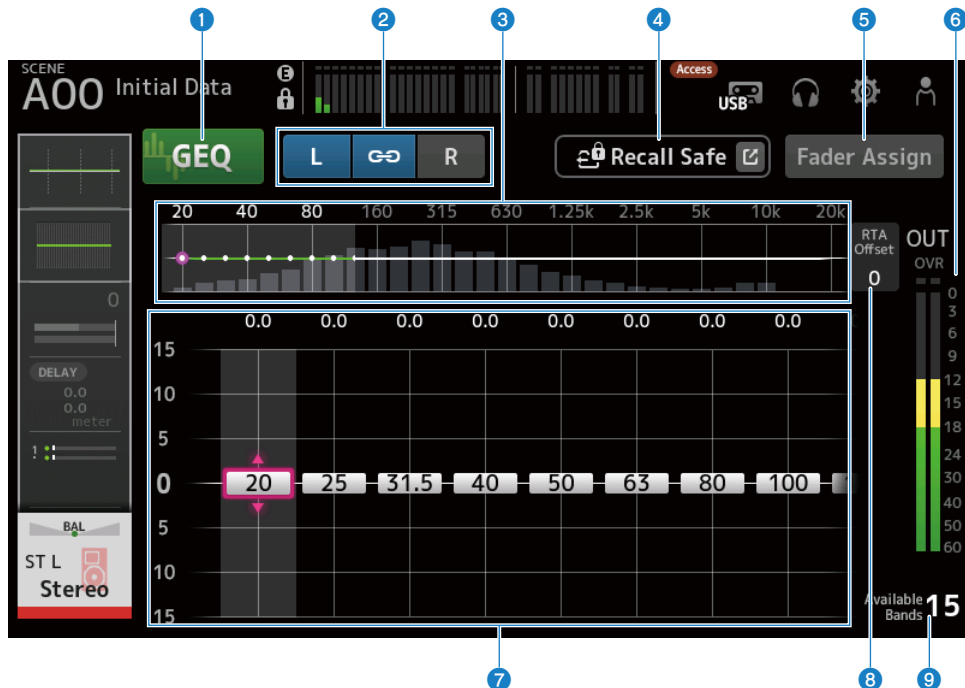 1 2 3 4 5 6
SCENE
A00 Initial Data
E
Access
USB
GEQ
L R
Recall Safe
Fader Assign
20 40 80 160 315 630 1.25k 2.5k 5k 10k 20k
RTA
Offset
0
OUT
OVR
0
3
6
9
12
15
18
24
30
40
50
60
0
DELAY
0.0
0.0
meter
1
0.0 0.0 0.0 0.0 0.0 0.0 0.0 0.0
15
10
5
0
5
10
15
20 25 31.5 40 50 63 80 100
BAL
ST L
Stereo
Available
Bands
15
7 8 9